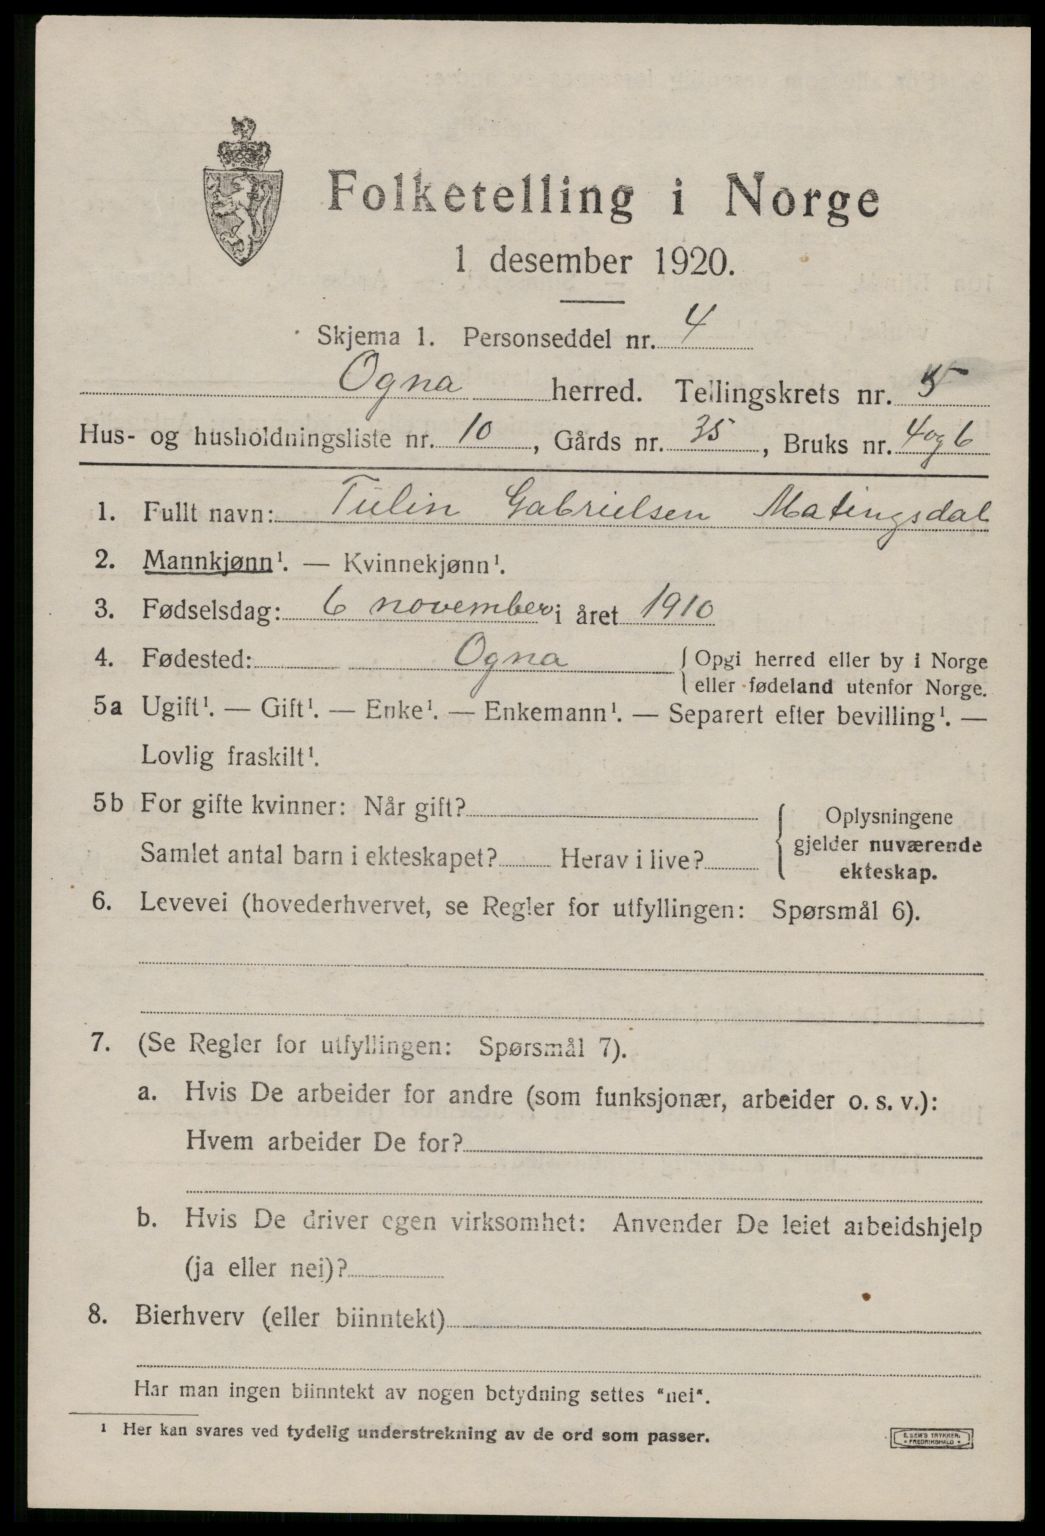 Folketelling i Norge
1 desember 1920.
Skjema 1. Personseddel nr. 4
Ogna herred. Tellingskrets nr. 5
Hus- og husholdningsliste nr. 10, Gårds nr. 35, Bruks nr. 4 og 6
1. Fullt navn: Tulin Gabrielsen Matingsdal
2. Mannkjønn¹. — Kvinnekjønn¹.
3. Fødselsdag: 6 november i året 1910
4. Fødested: Ogna {Opgi herred eller by i Norge
eller fødeland utenfor Norge.
5a Ugift¹. — Gift¹. — Enke¹. — Enkemann¹. — Separert efter bevilling¹. —
Lovlig fraskilt¹.
5b For gifte kvinner: Når gift? Oplysningene
gjelder nuværende
Samlet antal barn i ekteskapet? Herav i live?
ekteskap.
6. Levevei (hovederhvervet, se Regler for utfyllingen: Spørsmål 6).
7. (Se Regler for utfyllingen: Spørsmål 7).
a. Hvis De arbeider for andre (som funksjonær, arbeider o. s. v.):
Hvem arbeider De for?
b. Hvis De driver egen virksomhet: Anvender De leiet arbeidshjelp
(ja eller nei)?
8. Bierhverv (eller biinntekt)
Har man ingen biinntekt av nogen betydning settes "nei".
¹ Her kan svares ved tydelig understrekning av de ord som passer.